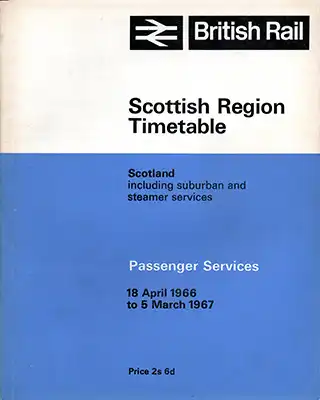 British Rail
Scottish Region
Timetable
Scotland
including suburban and
steamer services
Passenger Services
18 April 1966
to 5 March 1967
Price 2s 6d